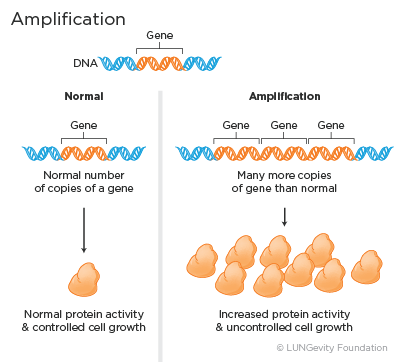 Amplification
Gene
DNA
Normal
Gene
Normal number
of copies of a gene
Normal protein activity
& controlled cell growth
Amplification
Gene Gene Gene
Many more copies
of gene than normal
Increased protein activity
& uncontrolled cell growth
© LUNGevity Foundation